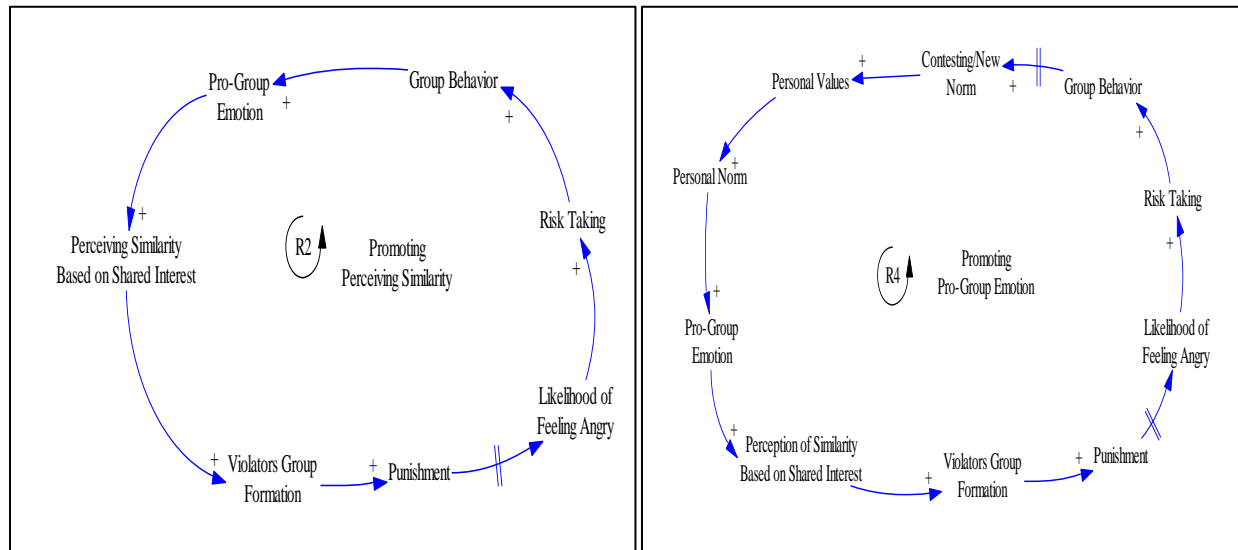 Pro-Group
Emotion
+
Group Behavior
+
Risk Taking
+
Likelihood of
Feeling Angry
Punishment
+
Violators Group
Formation
+
Perceiving Similarity
Based on Shared Interest
+
R2
Promoting
Perceiving Similarity
Contesting/New
Norm
+
Personal Values
+
Group Behavior
+
Personal Norm
+
Risk Taking
+
R4
Promoting
Pro-Group Emotion
Pro-Group
Emotion
+
Likelihood of
Feeling Angry
Perception of Similarity
Based on Shared Interest
+
Violators Group
Formation
+
Punishment
+